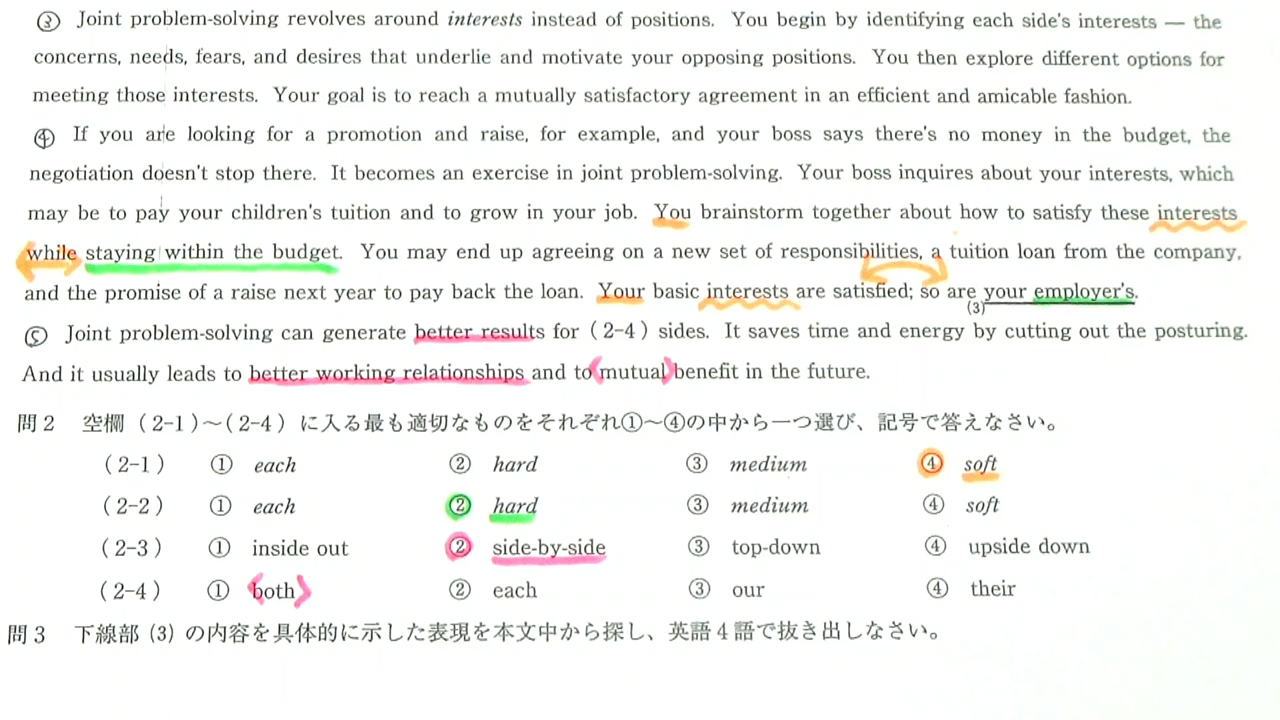 ③ Joint problem-solving revolves around interests instead of positions. You begin by identifying each side's interests — the
concerns, needs, fears, and desires that underlie and motivate your opposing positions. You then explore different options for
meeting those interests. Your goal is to reach a mutually satisfactory agreement in an efficient and amicable fashion.
④ If you are looking for a promotion and raise, for example, and your boss says there's no money in the budget, the
negotiation doesn't stop there. It becomes an exercise in joint problem-solving. Your boss inquires about your interests, which
may be to pay your children's tuition and to grow in your job. You brainstorm together about how to satisfy these interests
while staying within the budget. You may end up agreeing on a new set of responsibilities, a tuition loan from the company,
and the promise of a raise next year to pay back the loan. Your basic interests are satisfied; so are your employer's.
(3)
⑤ Joint problem-solving can generate better results for (2-4) sides. It saves time and energy by cutting out the posturing.
And it usually leads to better working relationships and to mutual benefit in the future.
問2 空欄(2-1)～(2-4)に入る最も適切なものをそれぞれ①～④の中から一つ選び、記号で答えなさい。
(2-1) ① each ② hard ③ medium ④ soft
(2-2) ① each ② hard ③ medium ④ soft
(2-3) ① inside out ② side-by-side ③ top-down ④ upside down
(2-4) ① both ② each ③ our ④ their
問3 下線部(3)の内容を具体的に示した表現を本文中から探し、英語4語で抜き出しなさい。